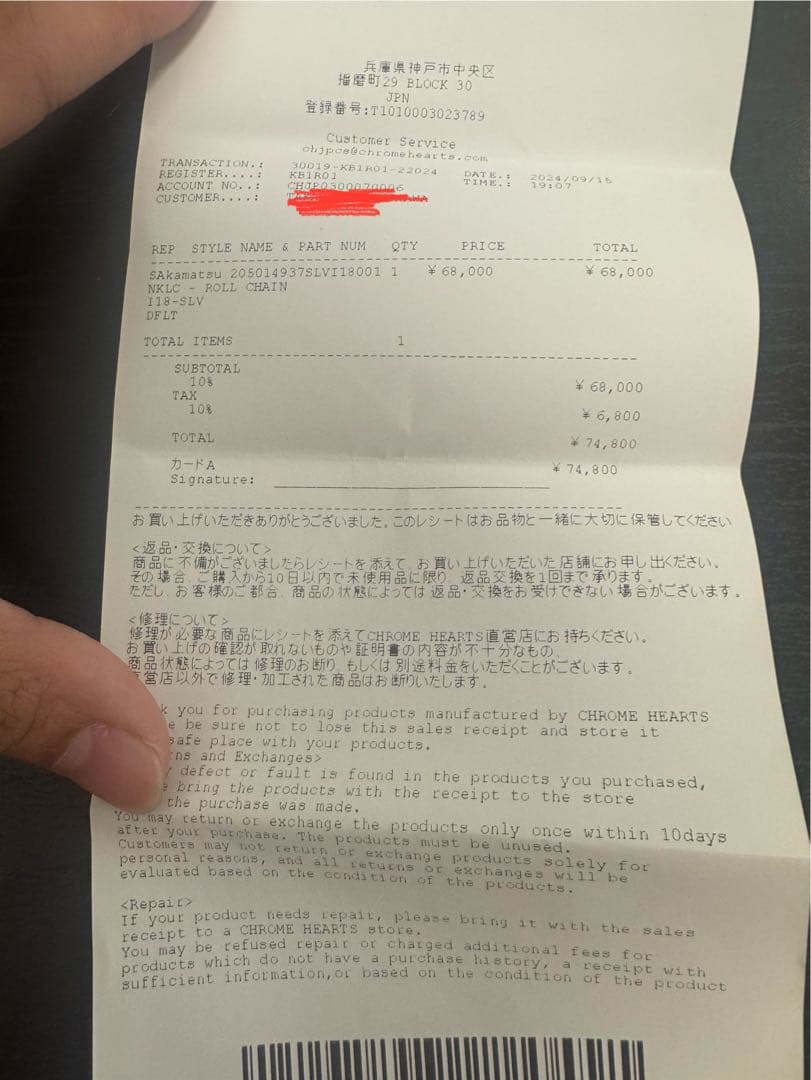 兵庫県神戸市中央区
播磨町29 BLOCK 30
JPN
登録番号:T1010003023789
Customer Service
chjpcs@chromehearts.com
TRANSACTION.: 30019-KB1R01-22024
REGISTER....: KB1R01 DATE.: 2024/09/15
ACCOUNT NO..: CHJP0300070006 TIME.: 19:07
CUSTOMER....:
REP STYLE NAME & PART NUM QTY PRICE TOTAL
SAkamatsu 205014937SLVI18001 1 ¥68,000 ¥68,000
NKLC - ROLL CHAIN
I18-SLV
DFLT
TOTAL ITEMS 1
SUBTOTAL
10% ¥68,000
TAX
10% ¥6,800
TOTAL ¥74,800
カードA ¥74,800
Signature:
お買い上げいただきありがとうございました。このレシートはお品物と一緒に大切に保管してください
<返品・交換について>
商品に不備がございましたらレシートを添えて、お買い上げいただいた店舗にお申し出ください。
その場合、ご購入から10日以内で未使用品に限り、返品交換を1回まで承ります。
ただし、お客様のご都合、商品の状態によっては返品・交換をお受けできない場合がございます。
<修理について>
修理が必要な商品にレシートを添えてCHROME HEARTS直営店にお持ちください。
お買い上げの確認が取れないものや証明書の内容が不十分なもの、
商品状態によっては修理のお断り、もしくは別途料金をいただくことがございます。
直営店以外で修理・加工された商品はお断りいたします。
k you for purchasing products manufactured by CHROME HEARTS
e be sure not to lose this sales receipt and store it
safe place with your products.
ns and Exchanges>
defect or fault is found in the products you purchased,
e bring the products with the receipt to the store
the purchase was made.
You may return or exchange the products only once within 10days
after your purchase. The products must be unused.
Customers may not return or exchange products solely for
personal reasons, and all returns or exchanges will be
evaluated based on the condition of the products.
<Repair>
If your product needs repair, please bring it with the sales
receipt to a CHROME HEARTS store.
You may be refused repair or charged additional fees for
products which do not have a purchase history, a receipt with
sufficient information,or based on the condition of the product